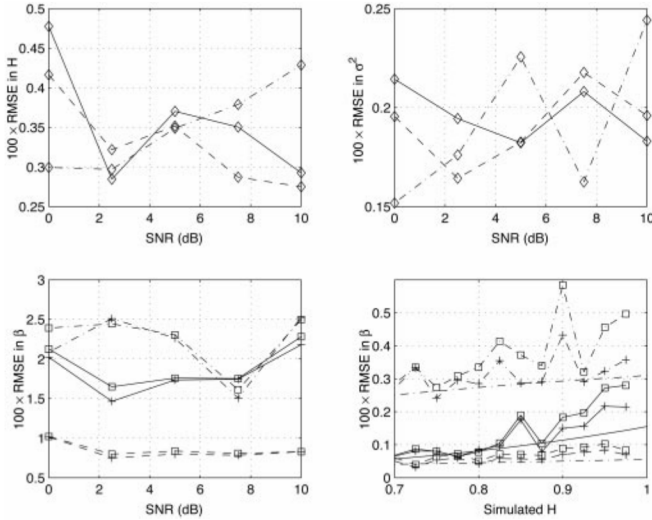 0.5
0.45
0.4
0.35
0.3
0.25
0 2 4 6 8 10
SNR (dB)
100 × RMSE in H
0.25
0.2
0.15
0 2 4 6 8 10
SNR (dB)
100 × RMSE in σ²
3
2.5
2
1.5
1
0.5
0 2 4 6 8 10
SNR (dB)
100 × RMSE in β
0.5
0.4
0.3
0.2
0.1
0
0.7 0.8 0.9 1
Simulated H
100 × RMSE in β